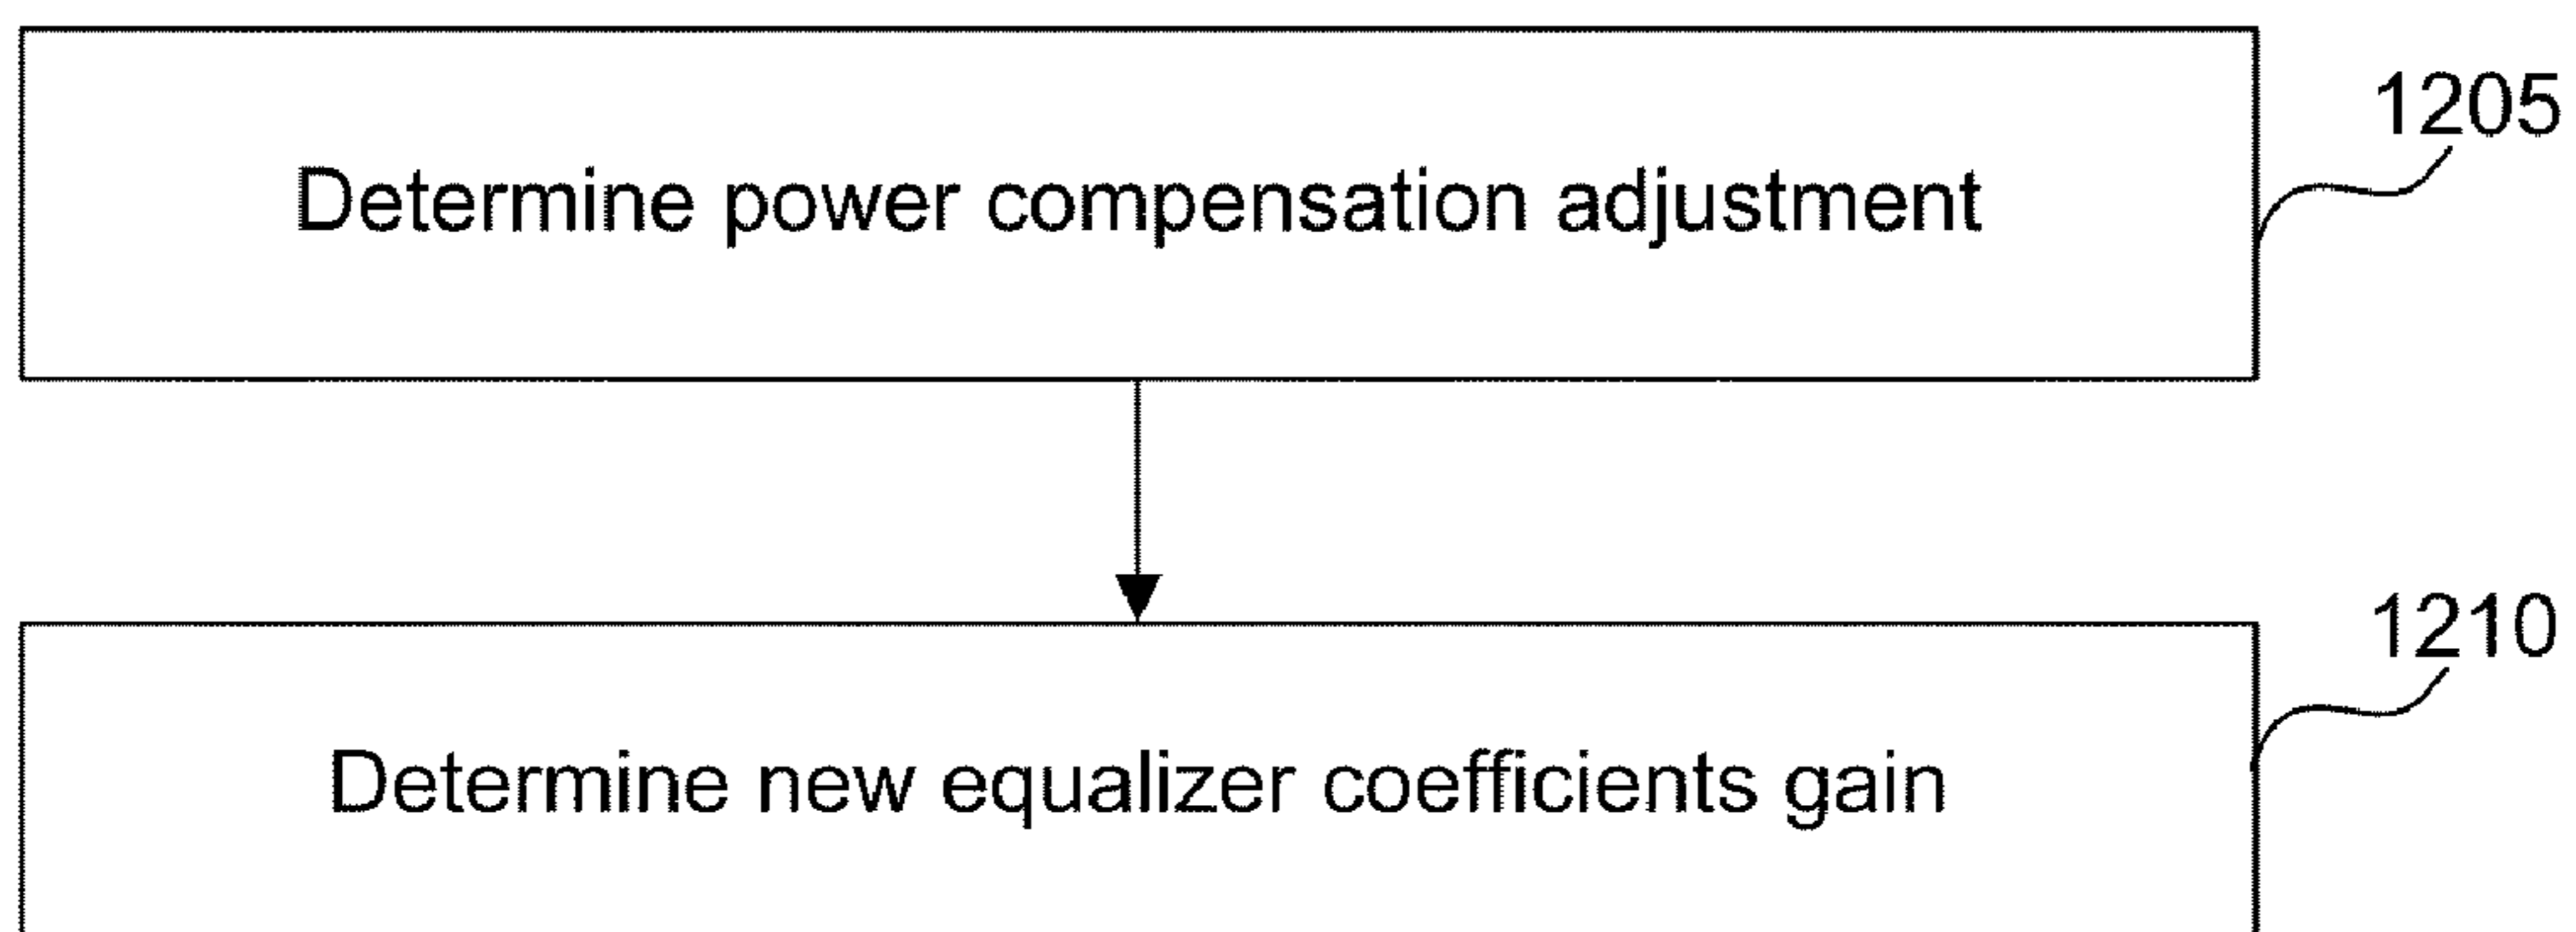 1205
Determine power compensation adjustment
1210
Determine new equalizer coefficients gain